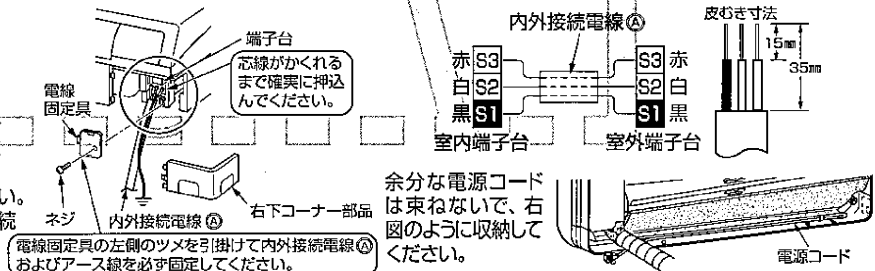 端子台
芯線がかくれる
まで確実に押込
んでください。
電線
固定具
い。
続
ネジ
内外接続電線Ⓐ
右下コーナー部品
電線固定具の左側のツメを引掛けて内外接続電線Ⓐ
およびアース線を必ず固定してください。
内外接続電線Ⓐ
赤 S3 S3 赤
白 S2 S2 白
黒 S1 S1 黒
室内端子台 室外端子台
皮むき寸法
15㎜
35㎜
余分な電源コード
は束ねないで、右
図のように収納して
ください。
電源コード